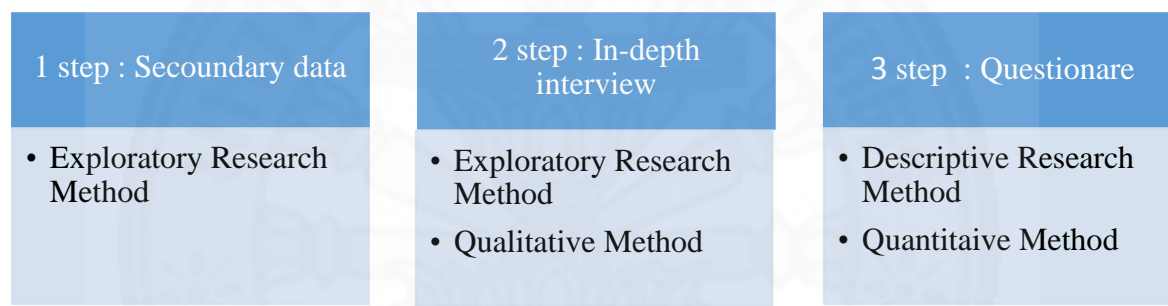 1 step : Secoundary data
• Exploratory Research
Method
2 step : In-depth
interview
• Exploratory Research
Method
• Qualitative Method
3 step : Questionare
• Descriptive Research
Method
• Quantitaive Method